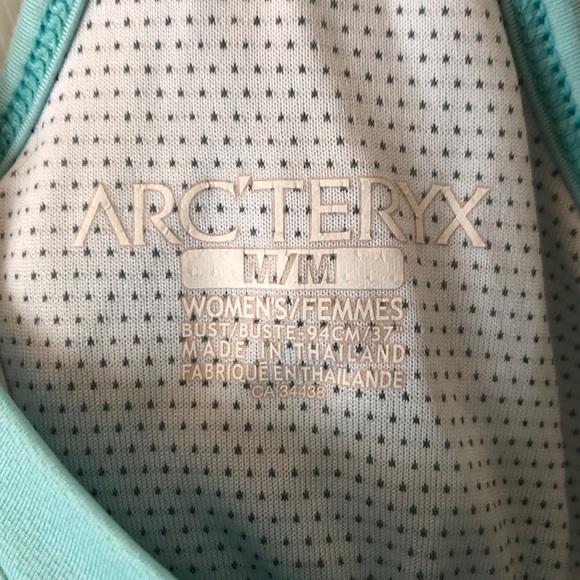 ARC'TERYX
M/M
WOMEN'S/FEMMES
BUST/BUSTE-94CM/37"
MADE IN THAILAND
FABRIQUE EN THAILANDE
CA 34438